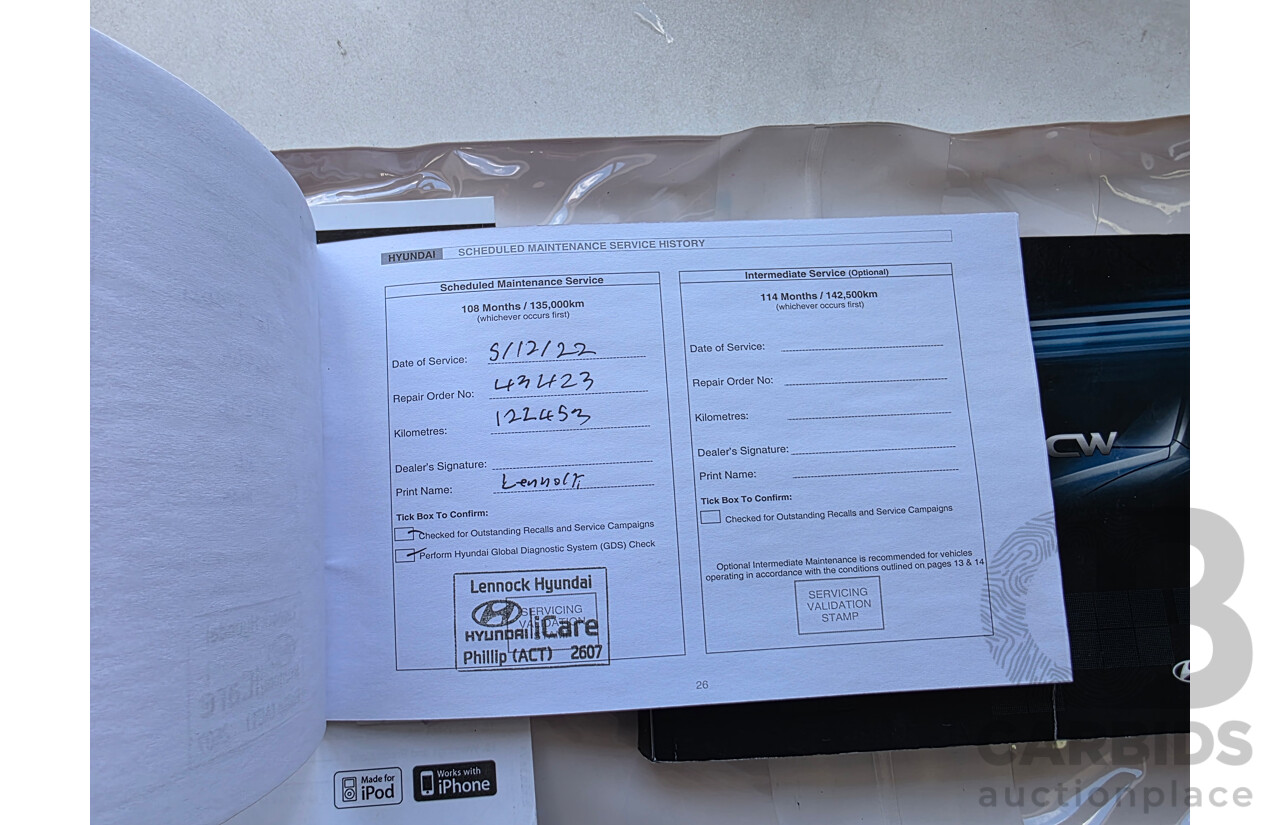 HYUNDAI SCHEDULED MAINTENANCE SERVICE HISTORY
Scheduled Maintenance Service
108 Months / 135,000km
(whichever occurs first)
Date of Service: 5/12/22
Repair Order No: 43423
Kilometres: 122453
Dealer's Signature:
Print Name:
Tick Box To Confirm:
Checked for Outstanding Recalls and Service Campaigns
Perform Hyundai Global Diagnostic System (GDS) Check
Lennock Hyundai
SERVICING
VALIDATION
STAMP
HYUNDAI iCare
Phillip (ACT) 2607
Intermediate Service (Optional)
114 Months / 142,500km
(whichever occurs first)
Date of Service:
Repair Order No:
Kilometres:
Dealer's Signature:
Print Name:
Tick Box To Confirm:
Checked for Outstanding Recalls and Service Campaigns
Optional Intermediate Maintenance is recommended for vehicles
operating in accordance with the conditions outlined on pages 13 & 14
SERVICING
VALIDATION
STAMP
26
CW
Made for
iPod
Works with
iPhone
CARBIDS
auctionplace